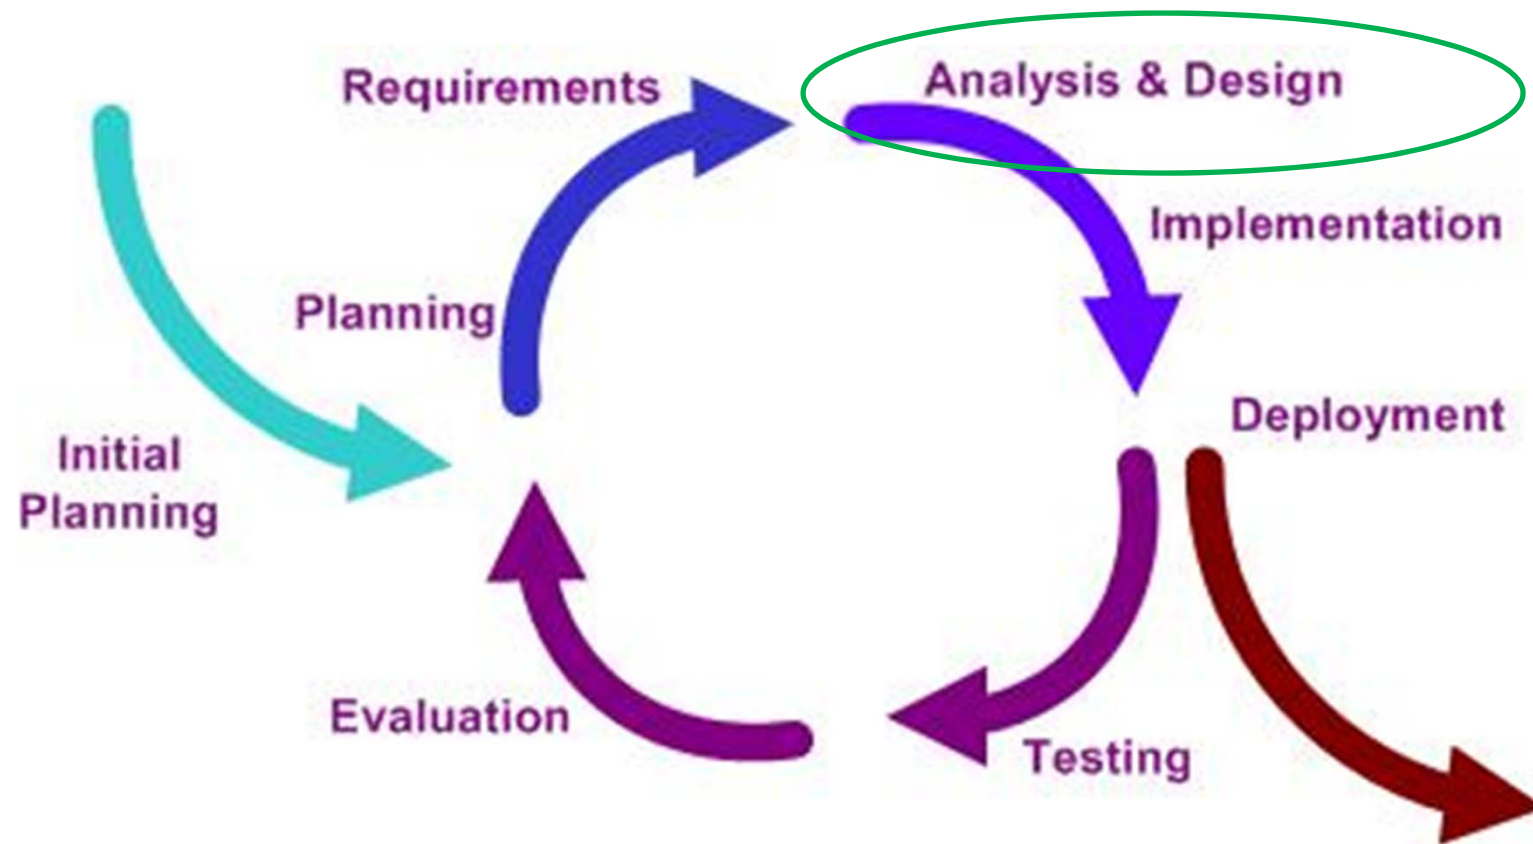 Requirements
Analysis & Design
Implementation
Planning
Deployment
Initial
Planning
Evaluation
Testing